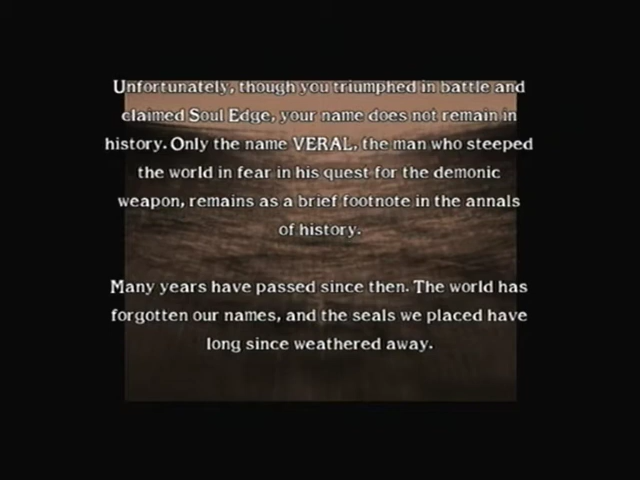 Unfortunately, though you triumphed in battle and
claimed Soul Edge, your name does not remain in
history. Only the name VERAL, the man who steeped
the world in fear in his quest for the demonic
weapon, remains as a brief footnote in the annals
of history.
Many years have passed since then. The world has
forgotten our names, and the seals we placed have
long since weathered away.